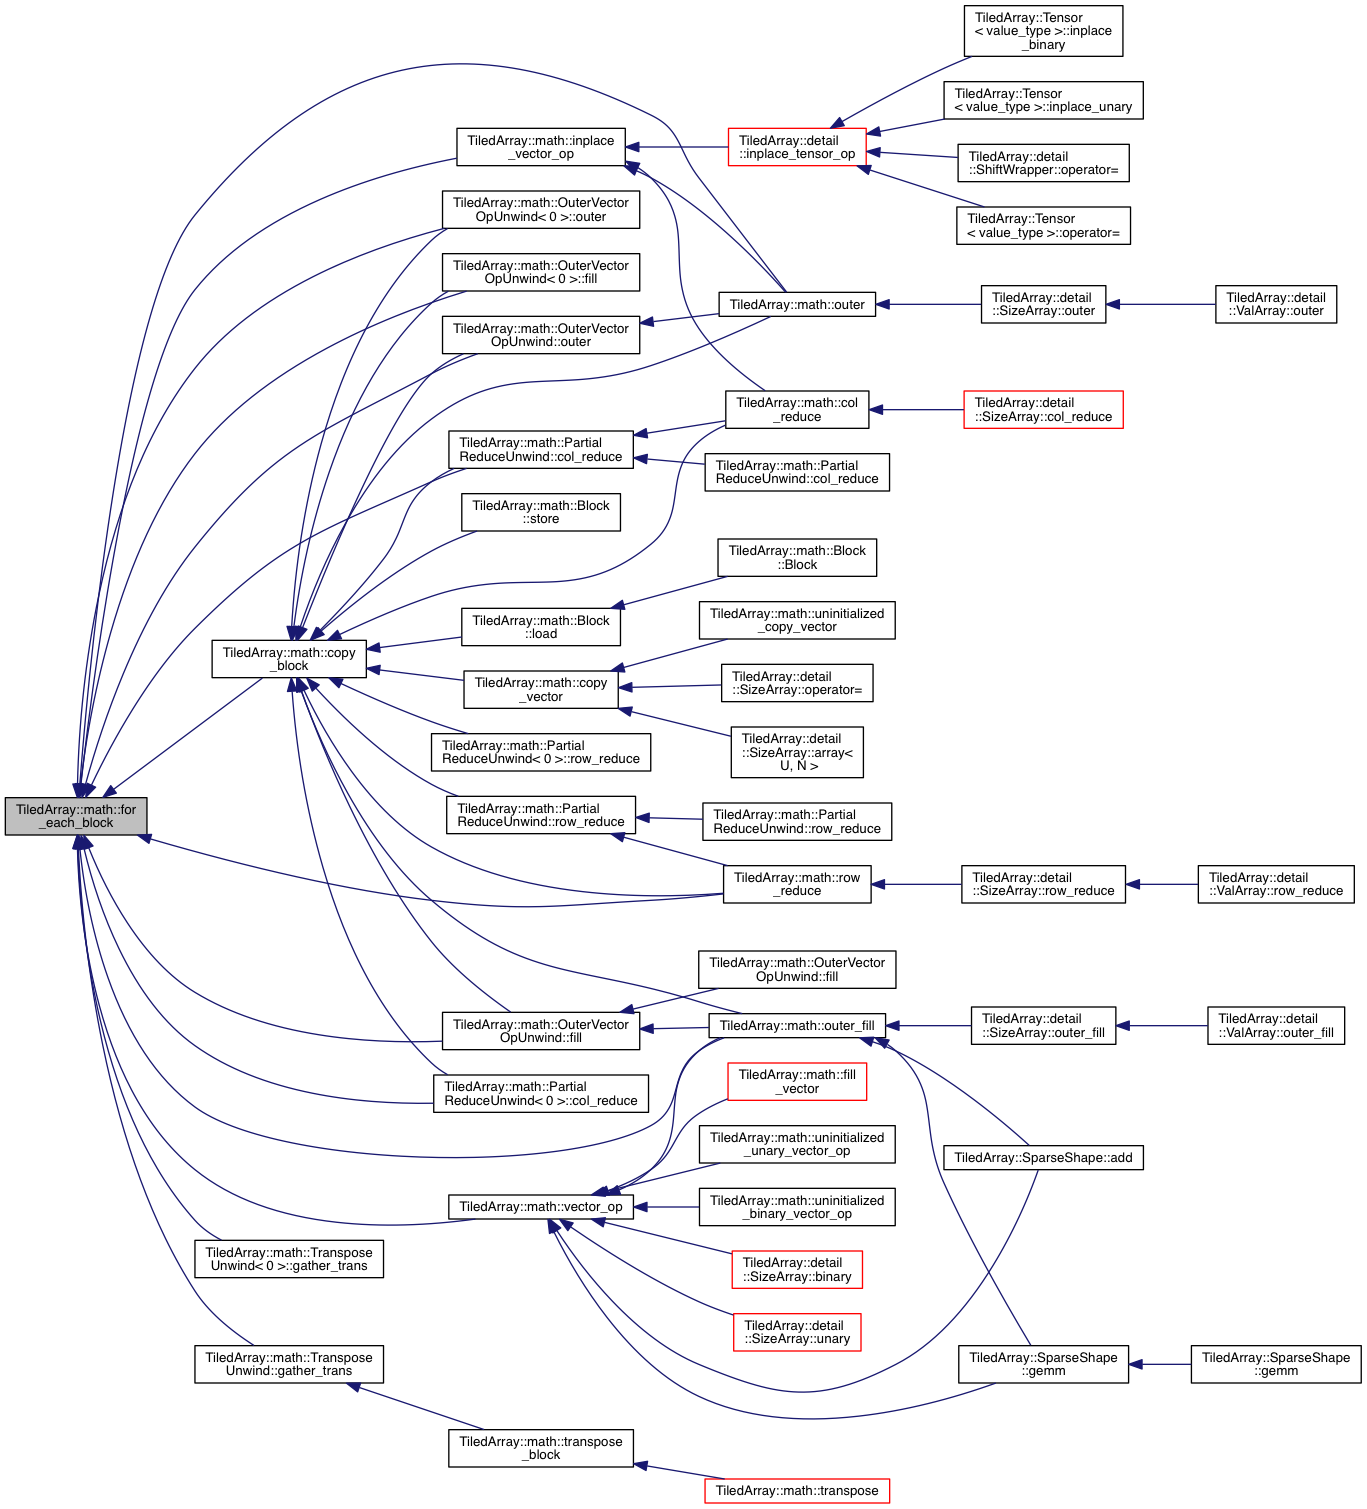 TiledArray::Tensor
< value_type >::inplace
_binary
TiledArray::Tensor
< value_type >::inplace_unary
TiledArray::math::inplace
_vector_op
TiledArray::detail
::inplace_tensor_op
TiledArray::detail
::ShiftWrapper::operator=
TiledArray::math::OuterVector
OpUnwind< 0 >::outer
TiledArray::Tensor
< value_type >::operator=
TiledArray::math::OuterVector
OpUnwind< 0 >::fill
TiledArray::math::outer
TiledArray::detail
::SizeArray::outer
TiledArray::detail
::ValArray::outer
TiledArray::math::OuterVector
OpUnwind::outer
TiledArray::math::col
_reduce
TiledArray::detail
::SizeArray::col_reduce
TiledArray::math::Partial
ReduceUnwind::col_reduce
TiledArray::math::Partial
ReduceUnwind::col_reduce
TiledArray::math::Block
::store
TiledArray::math::Block
::Block
TiledArray::math::Block
::load
TiledArray::math::uninitialized
_copy_vector
TiledArray::math::copy
_block
TiledArray::math::copy
_vector
TiledArray::detail
::SizeArray::operator=
TiledArray::math::Partial
ReduceUnwind< 0 >::row_reduce
TiledArray::detail
::SizeArray::array<
U, N >
TiledArray::math::for
_each_block
TiledArray::math::Partial
ReduceUnwind::row_reduce
TiledArray::math::Partial
ReduceUnwind::row_reduce
TiledArray::math::row
_reduce
TiledArray::detail
::SizeArray::row_reduce
TiledArray::detail
::ValArray::row_reduce
TiledArray::math::OuterVector
OpUnwind::fill
TiledArray::math::OuterVector
OpUnwind::fill
TiledArray::math::outer_fill
TiledArray::detail
::SizeArray::outer_fill
TiledArray::detail
::ValArray::outer_fill
TiledArray::math::Partial
ReduceUnwind< 0 >::col_reduce
TiledArray::math::fill
_vector
TiledArray::math::uninitialized
_unary_vector_op
TiledArray::SparseShape::add
TiledArray::math::vector_op
TiledArray::math::uninitialized
_binary_vector_op
TiledArray::math::Transpose
Unwind< 0 >::gather_trans
TiledArray::detail
::SizeArray::binary
TiledArray::detail
::SizeArray::unary
TiledArray::math::Transpose
Unwind::gather_trans
TiledArray::SparseShape
::gemm
TiledArray::SparseShape
::gemm
TiledArray::math::transpose
_block
TiledArray::math::transpose